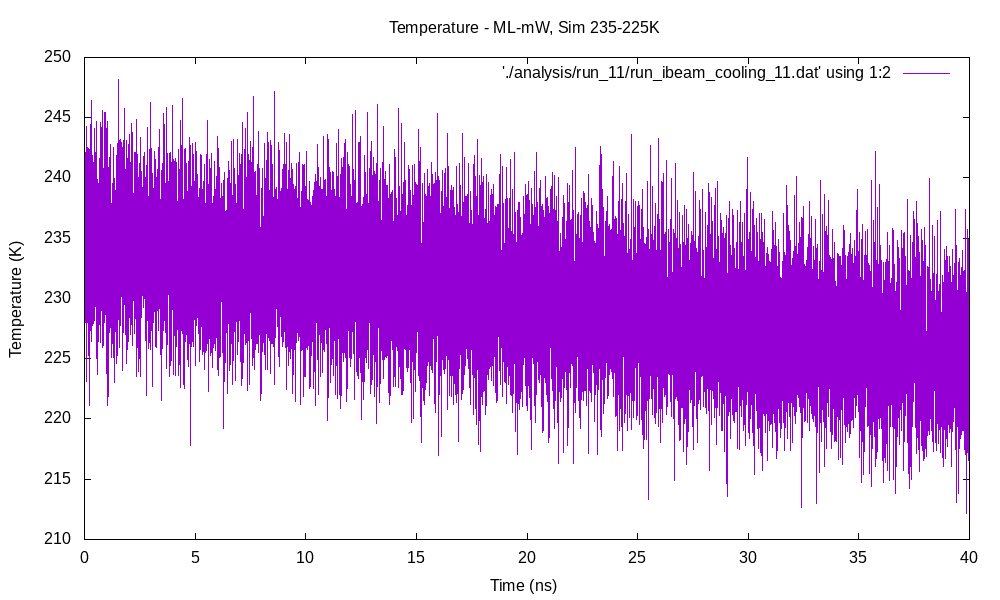 Temperature - ML-mW, Sim 235-225K
'./analysis/run_11/run_ibeam_cooling_11.dat' using 1:2
Temperature (K)
250
245
240
235
230
225
220
215
210
0 5 10 15 20 25 30 35 40
Time (ns)